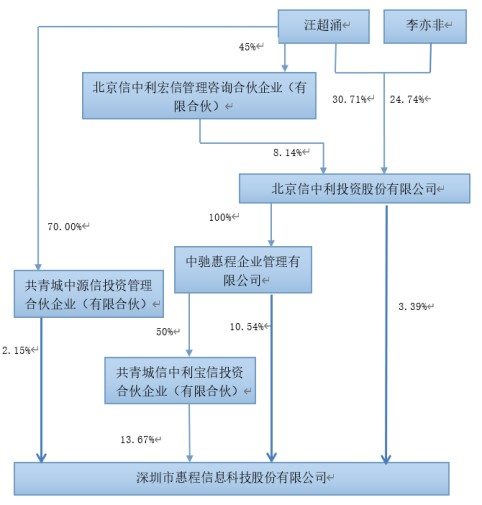 汪超涌
李亦非
45%
北京信中利宏信管理咨询合伙企业（有
限合伙）
30.71%
24.74%
8.14%
北京信中利投资股份有限公司
100%
70.00%
中驰惠程企业管理有
限公司
共青城中源信投资管理
合伙企业（有限合伙）
3.39%
10.54%
50%
2.15%
共青城信中利宝信投资
合伙企业（有限合伙）
13.67%
深圳市惠程信息科技股份有限公司